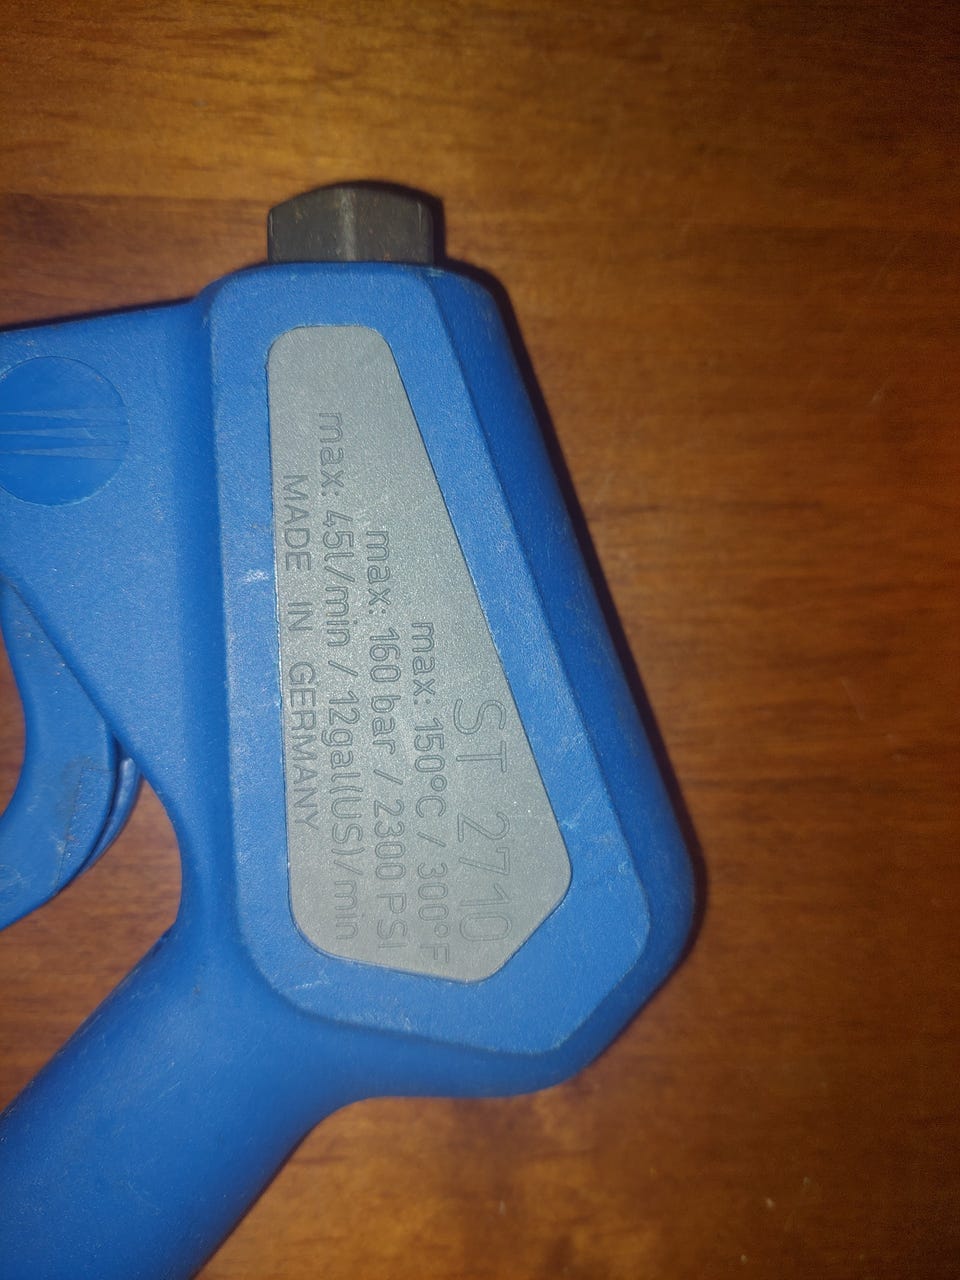 ST 2710
max: 150°C / 300°F
max: 160 bar / 2300 PSI
max: 45l/min / 12gal(US)/min
MADE IN GERMANY